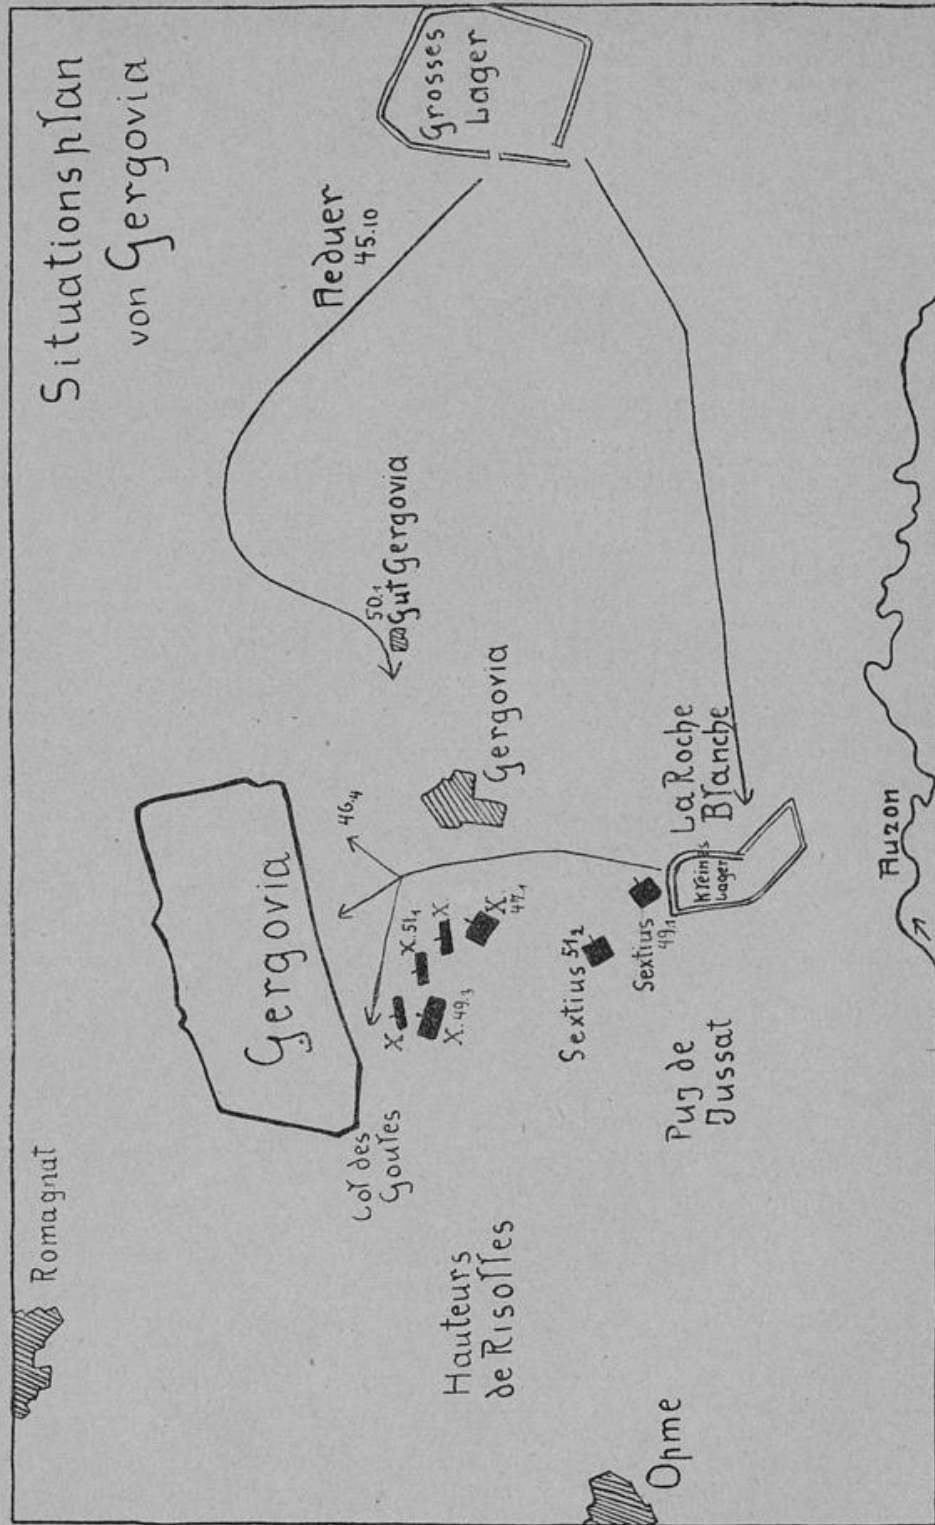 Situationsplan
von Gergovia
Grosses
Lager
Aeduer
45.10
50.1
Gut Gergovia
Gergovia
46.4
Gergovia
La Roche
Blanche
Kleines
Lager
X. 51,
X
X.
47.1
X
X. 49.3
Sextius 51.2
Sextius
49.1
Auzon
Puy de
Jussat
Col des
Goules
Romagnat
Hauteurs
de Risolles
Opme